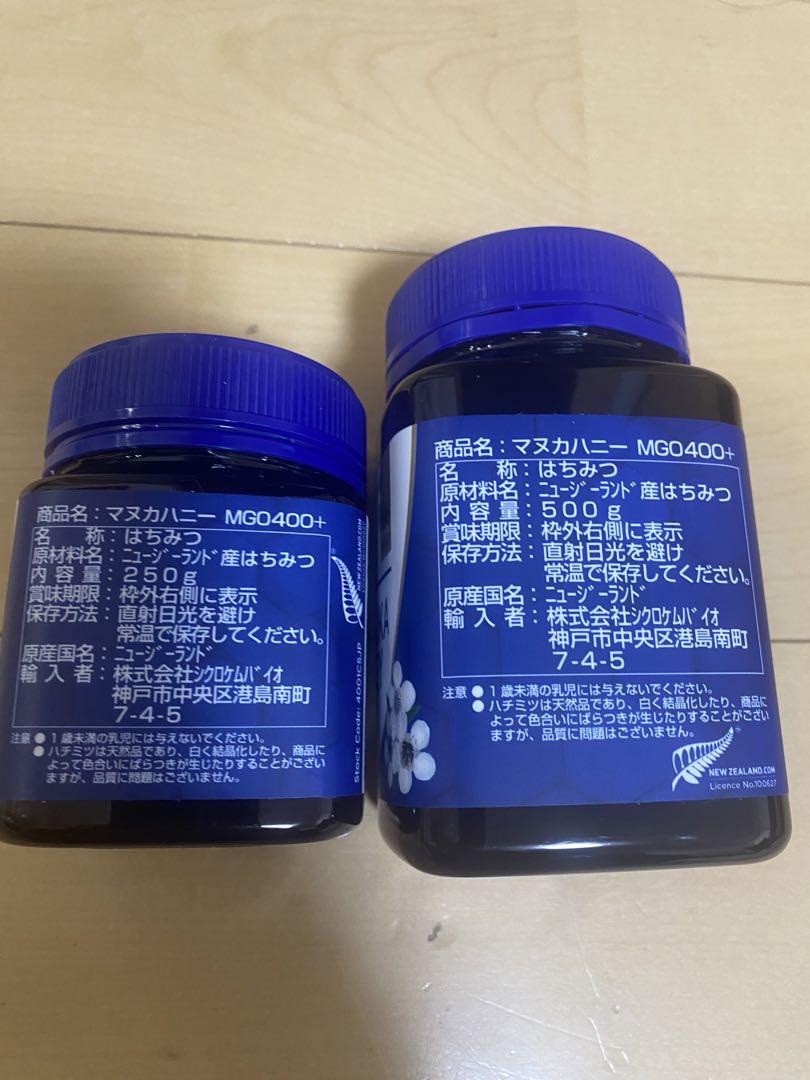 商品名：マヌカハニー MGO400+
名　　称：はちみつ
原材料名：ﾆｭｰｼﾞｰﾗﾝﾄﾞ産はちみつ
内 容 量：250g
賞味期限：枠外右側に表示
保存方法：直射日光を避け
常温で保存してください。
原産国名：ﾆｭｰｼﾞｰﾗﾝﾄﾞ
輸 入 者：株式会社ｼｸﾛｹﾑﾊﾞｲｵ
神戸市中央区港島南町
7-4-5
注意 ● 1歳未満の乳児には与えないでください。
● ハチミツは天然品であり、白く結晶化したり、商品に
よって色合いにばらつきが生じたりすることがござい
ますが、品質に問題はございません。
NEW ZEALAND.COM
Stock Code: 4001CSJP
商品名：マヌカハニー MGO400+
名　　称：はちみつ
原材料名：ﾆｭｰｼﾞｰﾗﾝﾄﾞ産はちみつ
内 容 量：500g
賞味期限：枠外右側に表示
保存方法：直射日光を避け
常温で保存してください。
原産国名：ﾆｭｰｼﾞｰﾗﾝﾄﾞ
輸 入 者：株式会社ｼｸﾛｹﾑﾊﾞｲｵ
神戸市中央区港島南町
7-4-5
注意 ● 1歳未満の乳児には与えないでください。
● ハチミツは天然品であり、白く結晶化したり、商品に
よって色合いにばらつきが生じたりすることがござい
ますが、品質に問題はございません。
NEW ZEALAND.COM
Licence No.100627